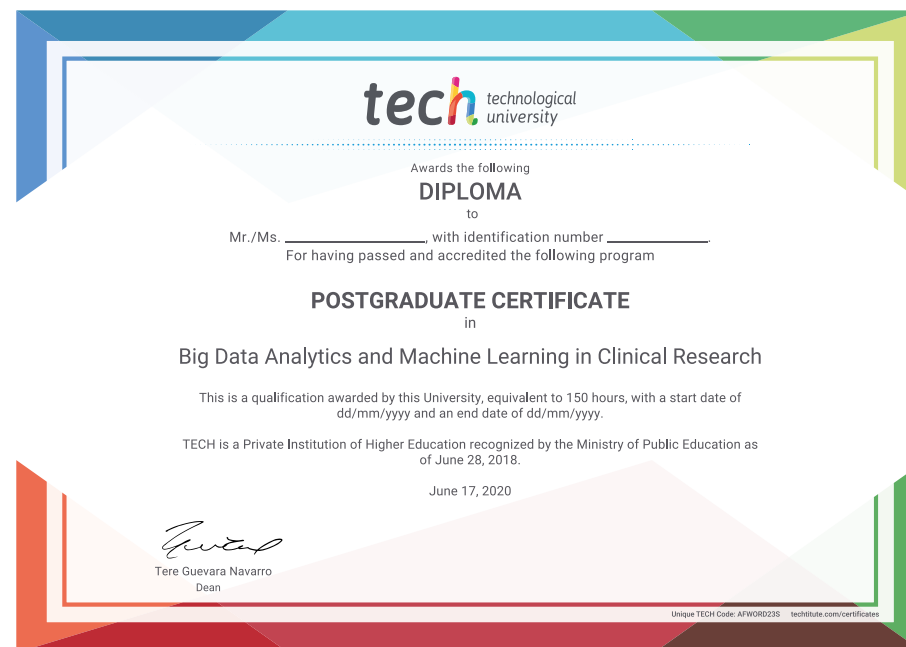 tech technological
university
Awards the following
DIPLOMA
to
Mr./Ms. ____________________, with identification number ______________.
For having passed and accredited the following program
POSTGRADUATE CERTIFICATE
in
Big Data Analytics and Machine Learning in Clinical Research
This is a qualification awarded by this University, equivalent to 150 hours, with a start date of
dd/mm/yyyy and an end date of dd/mm/yyyy.
TECH is a Private Institution of Higher Education recognized by the Ministry of Public Education as
of June 28, 2018.
June 17, 2020
Tere Guevara Navarro
Dean
Unique TECH Code: AFWORD23S techtitute.com/certificates